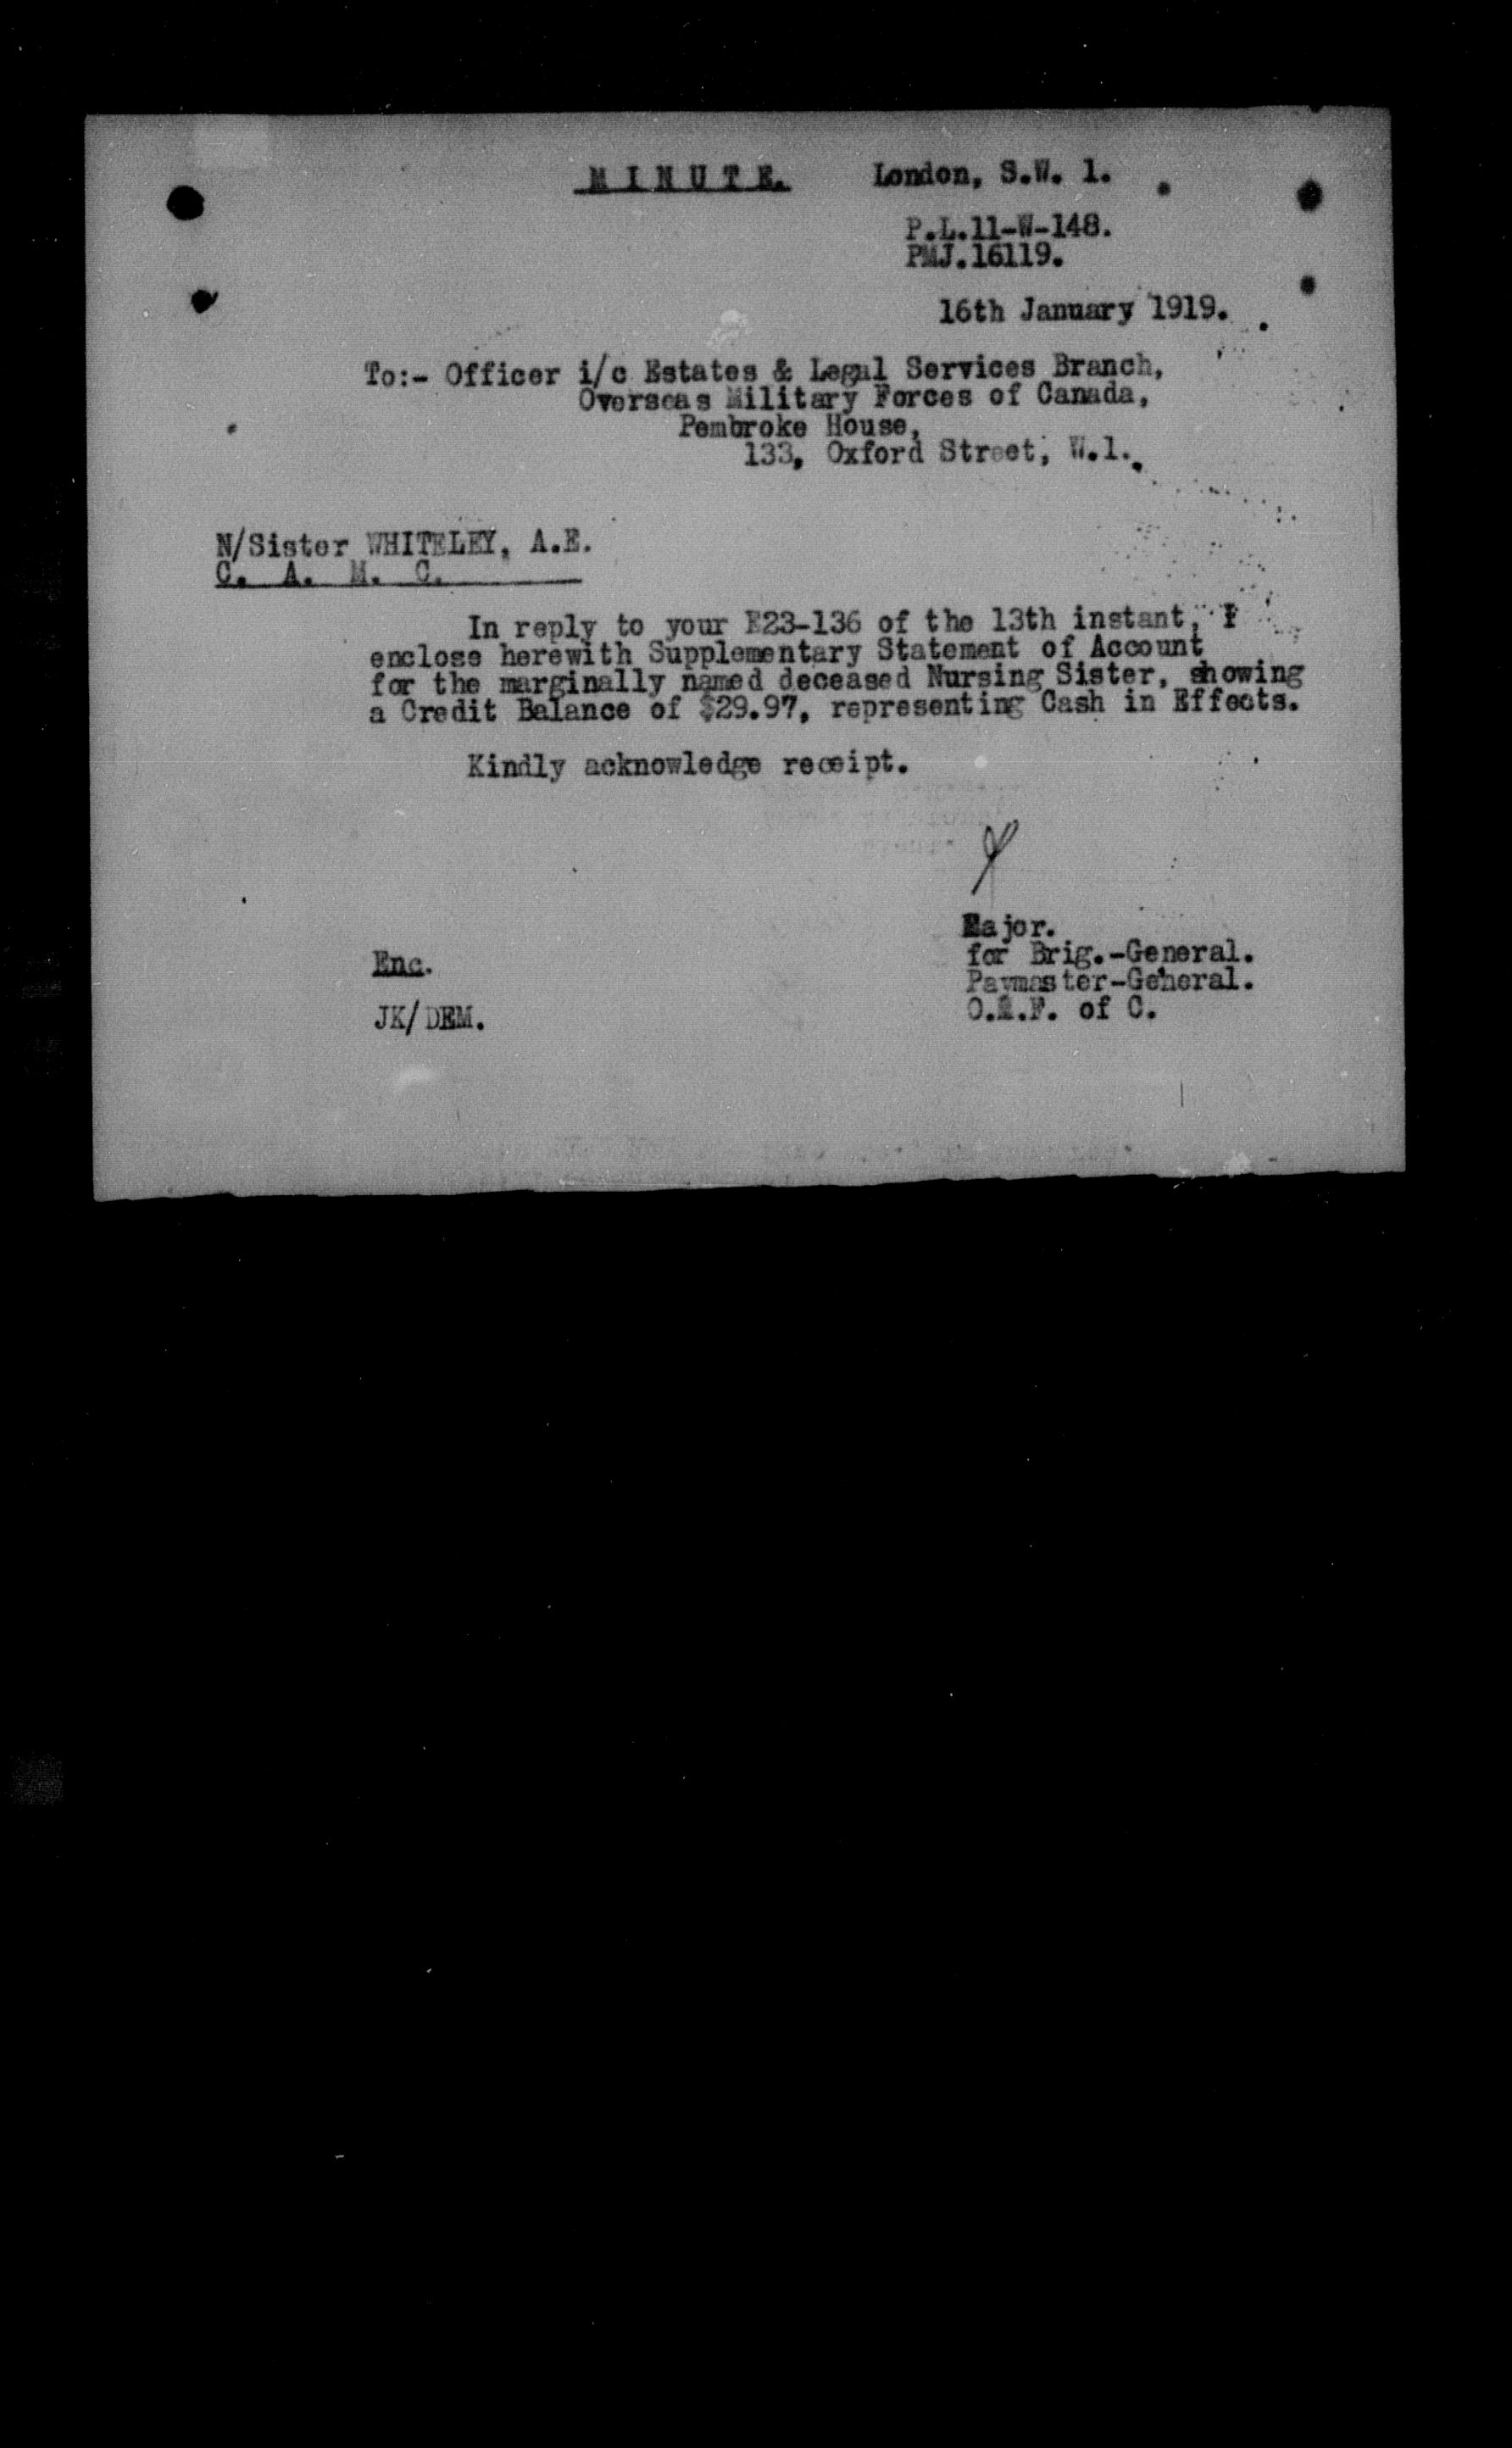 MINUTE. London, S.W. 1.
P.L.11-W-148.
PMJ.16119.
16th January 1919.
To:- Officer i/c Estates & Legal Services Branch,
Overseas Military Forces of Canada,
Pembroke House,
133, Oxford Street, W.1.
N/Sister WHITELEY, A.E.
C. A. M. C.
In reply to your E23-136 of the 13th instant, I
enclose herewith Supplementary Statement of Account
for the marginally named deceased Nursing Sister, showing
a Credit Balance of $29.97, representing Cash in Effects.
Kindly acknowledge receipt.
Major.
for Brig.-General.
Enc.
Paymaster-General.
O.M.F. of C.
JK/DEM.